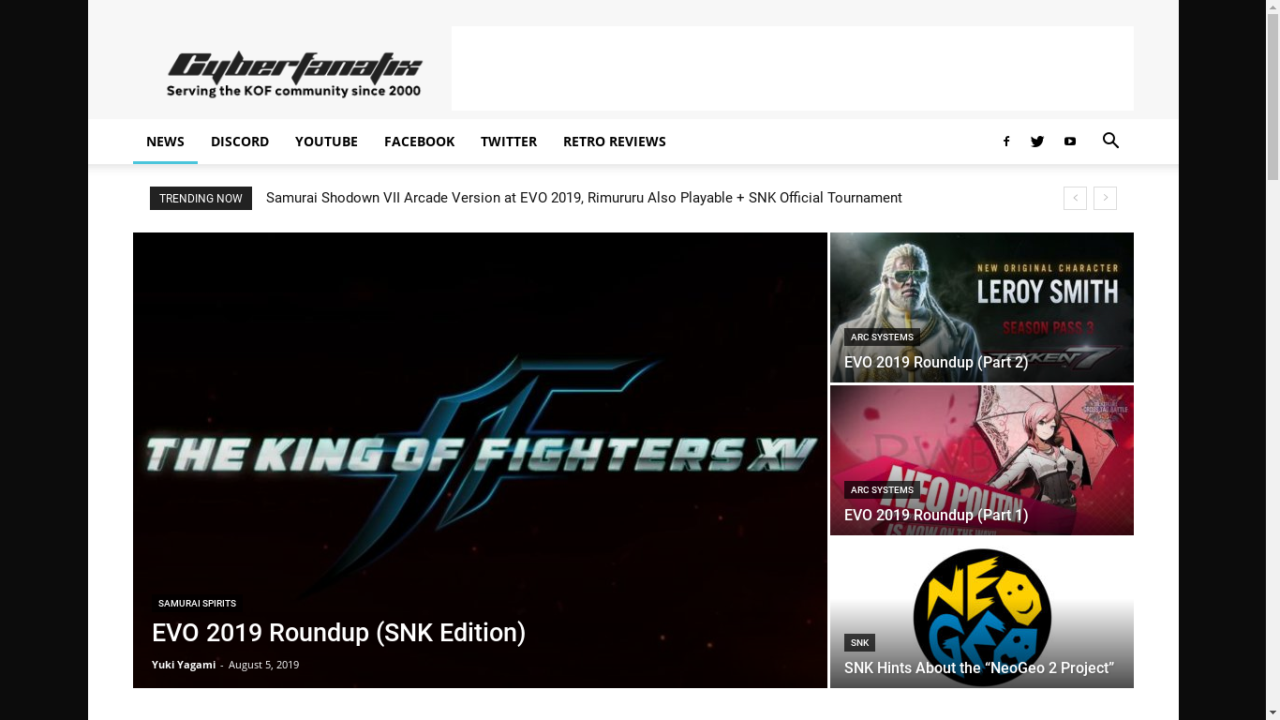 Cyberfanatix
Serving the KOF community since 2000
NEWS DISCORD YOUTUBE FACEBOOK TWITTER RETRO REVIEWS
TRENDING NOW Samurai Shodown VII Arcade Version at EVO 2019, Rimururu Also Playable + SNK Official Tournament
THE KING OF FIGHTERS XV
SAMURAI SPIRITS
EVO 2019 Roundup (SNK Edition)
Yuki Yagami - August 5, 2019
NEW ORIGINAL CHARACTER
LEROY SMITH
SEASON PASS 3
TEKKEN 7
ARC SYSTEMS
EVO 2019 Roundup (Part 2)
NEO POLITAN
IS NOW ON THE
ARC SYSTEMS
EVO 2019 Roundup (Part 1)
NEO
GEO
SNK
SNK Hints About the “NeoGeo 2 Project”